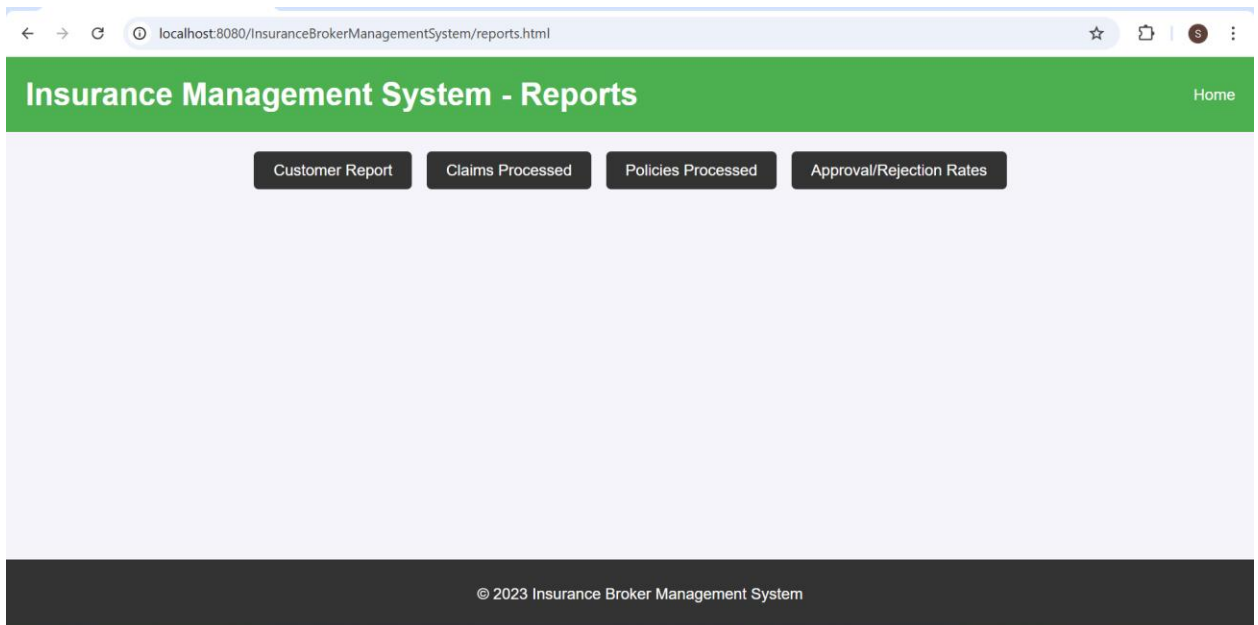 localhost:8080/InsuranceBrokerManagementSystem/reports.html
S
Insurance Management System - Reports
Home
Customer Report
Claims Processed
Policies Processed
Approval/Rejection Rates
© 2023 Insurance Broker Management System